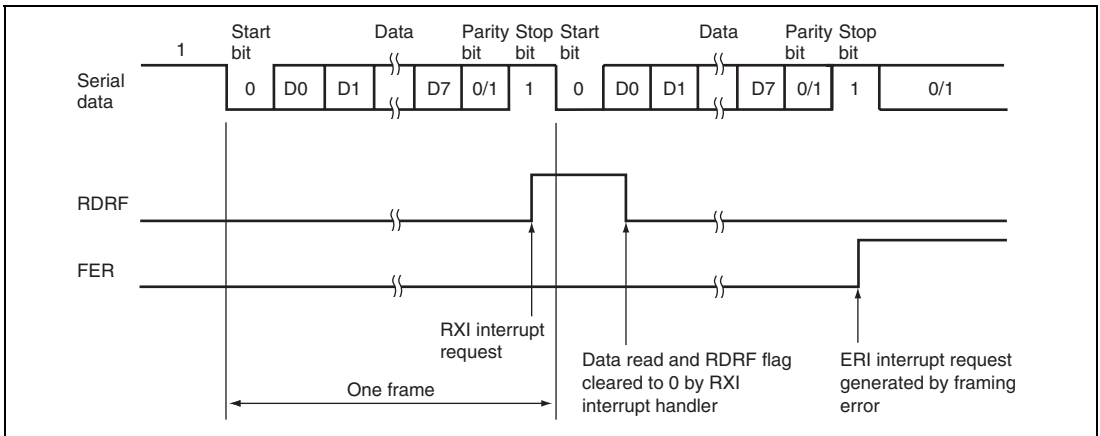 Start
bit
Data
Parity
bit
Stop
bit
Start
bit
Data
Parity
bit
Stop
bit
1
Serial
data
0 D0 D1 D7 0/1 1 0 D0 D1 D7 0/1 1 0/1
RDRF
FER
RXI interrupt
request
Data read and RDRF flag
cleared to 0 by RXI
interrupt handler
ERI interrupt request
generated by framing
error
One frame